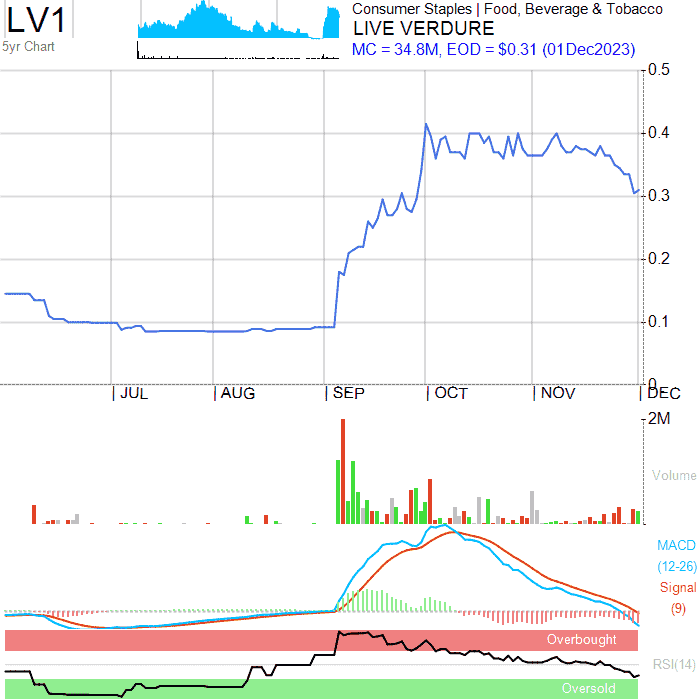 LV1
5yr Chart
Consumer Staples | Food, Beverage & Tobacco
LIVE VERDURE
MC = 34.8M, EOD = $0.31 (01Dec2023)
0.5
0.4
0.3
0.2
0.1
0
JUL
AUG
SEP
OCT
NOV
DEC
2M
Volume
MACD
(12-26)
Signal
(9)
Overbought
RSI(14)
Oversold